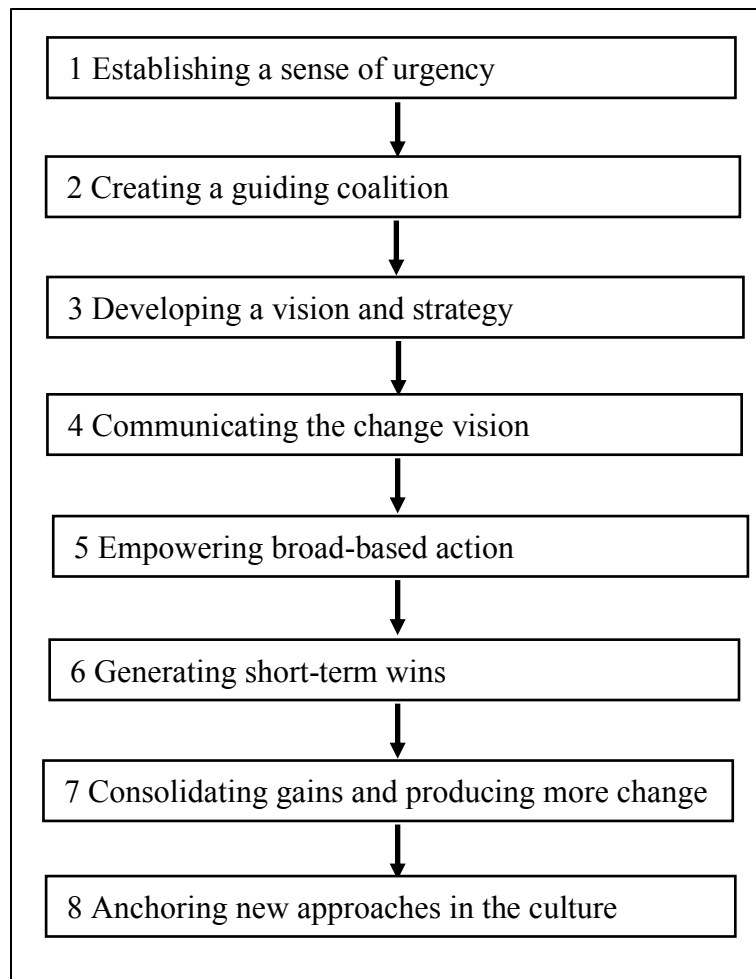 1 Establishing a sense of urgency
2 Creating a guiding coalition
3 Developing a vision and strategy
4 Communicating the change vision
5 Empowering broad-based action
6 Generating short-term wins
7 Consolidating gains and producing more change
8 Anchoring new approaches in the culture